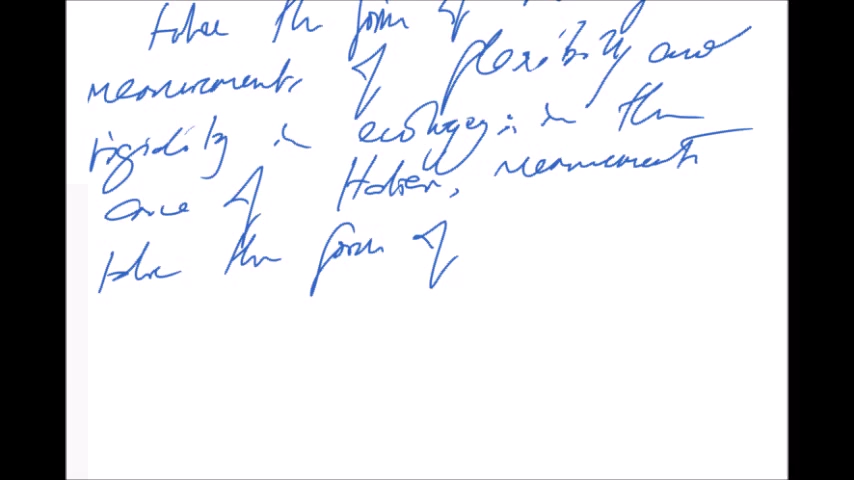 take the form of
measurements of flexibility and
rigidity in ecology; in the
case of Holier, measurements
take the form of